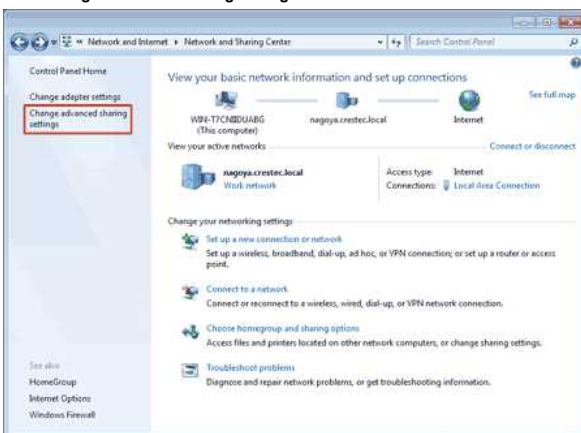 Network and Internet ▸ Network and Sharing Center
Search Control Panel
Control Panel Home
Change adapter settings
Change advanced sharing
settings
View your basic network information and set up connections
See full map
WIN-T7CNIIDUABG
(This computer)
nagoya.crestec.local
Internet
View your active networks
Connect or disconnect
nagoya.crestec.local
Work network
Access type: Internet
Connections: Local Area Connection
Change your networking settings
Set up a new connection or network
Set up a wireless, broadband, dial-up, ad hoc, or VPN connection; or set up a router or access
point.
Connect to a network
Connect or reconnect to a wireless, wired, dial-up, or VPN network connection.
Choose homegroup and sharing options
Access files and printers located on other network computers, or change sharing settings.
Troubleshoot problems
Diagnose and repair network problems, or get troubleshooting information.
See also
HomeGroup
Internet Options
Windows Firewall